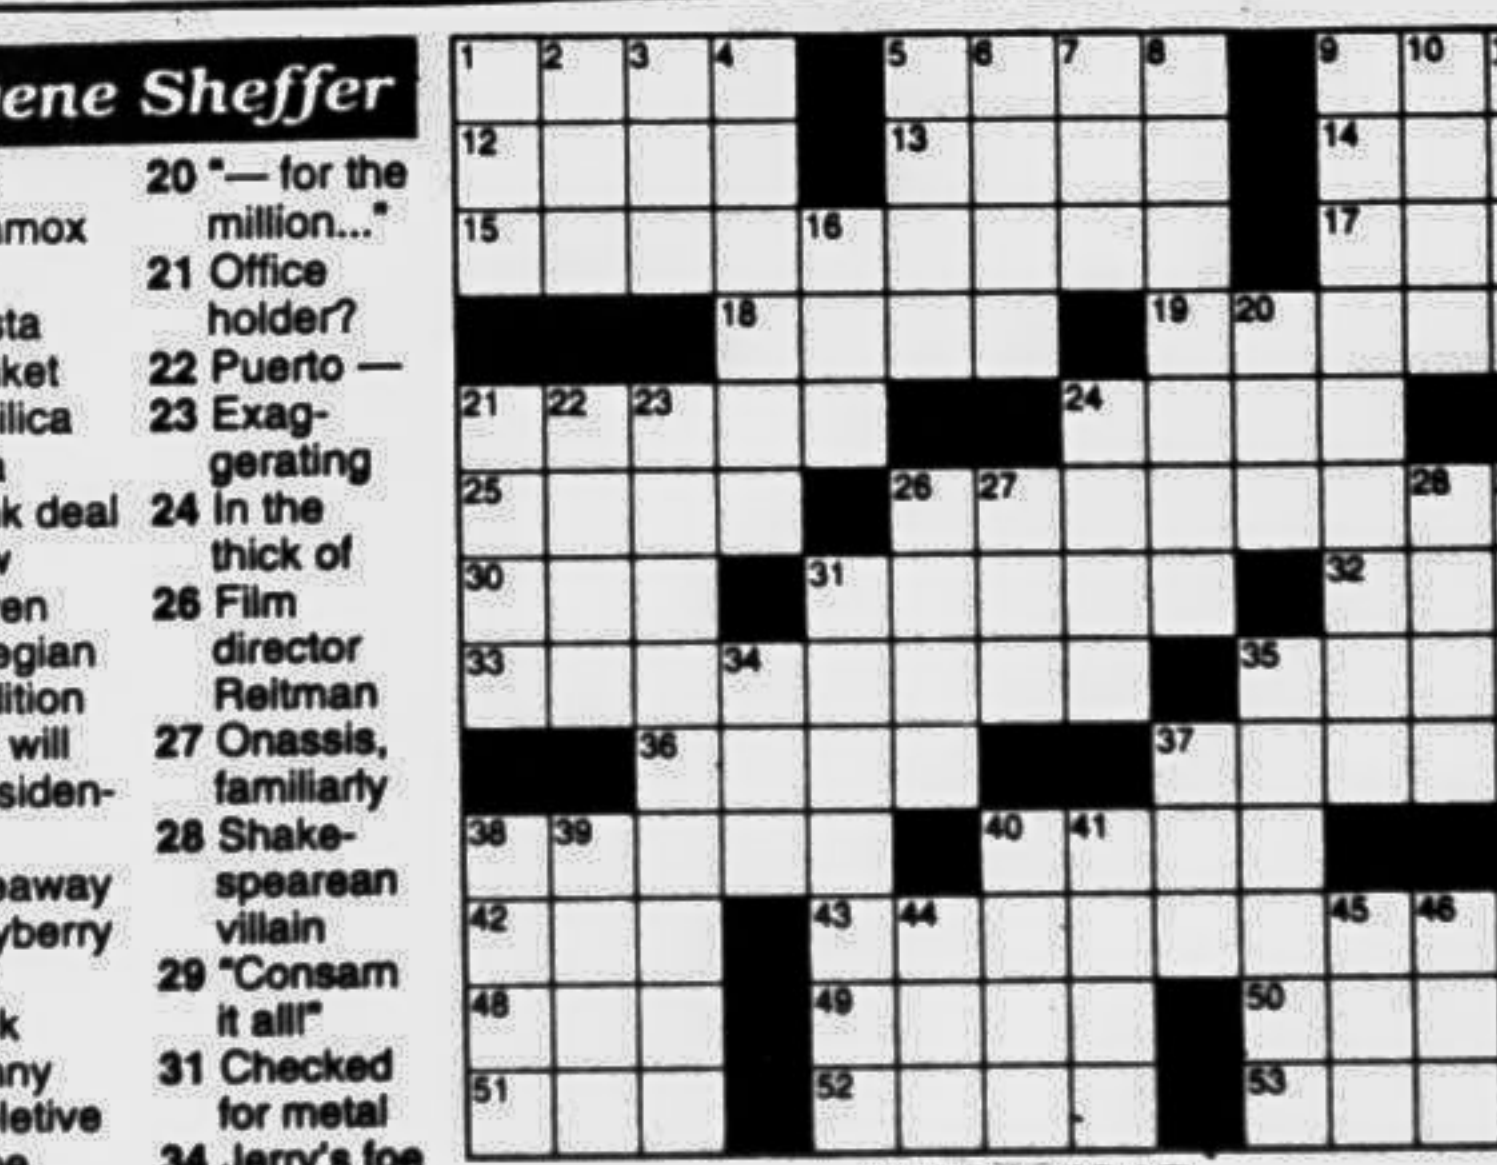 ene Sheffer
mox
sta
ket
ilica
a
k deal
w
en
egian
lition
will
siden-
away
yberry
k
ny
letive
20 "— for the
million..."
21 Office
holder?
22 Puerto —
23 Exag-
gerating
24 In the
thick of
26 Film
director
Reitman
27 Onassis,
familiarly
28 Shake-
spearean
villain
29 "Consarn
it all!"
31 Checked
for metal
34 Jerry's foe
1 2 3 4 5 6 7 8 9 10
12 13 14
15 16 17
18 19 20
21 22 23 24
25 26 27 28
30 31 32
33 34 35
36 37
38 39 40 41
42 43 44 45 46
48 49 50
51 52 53